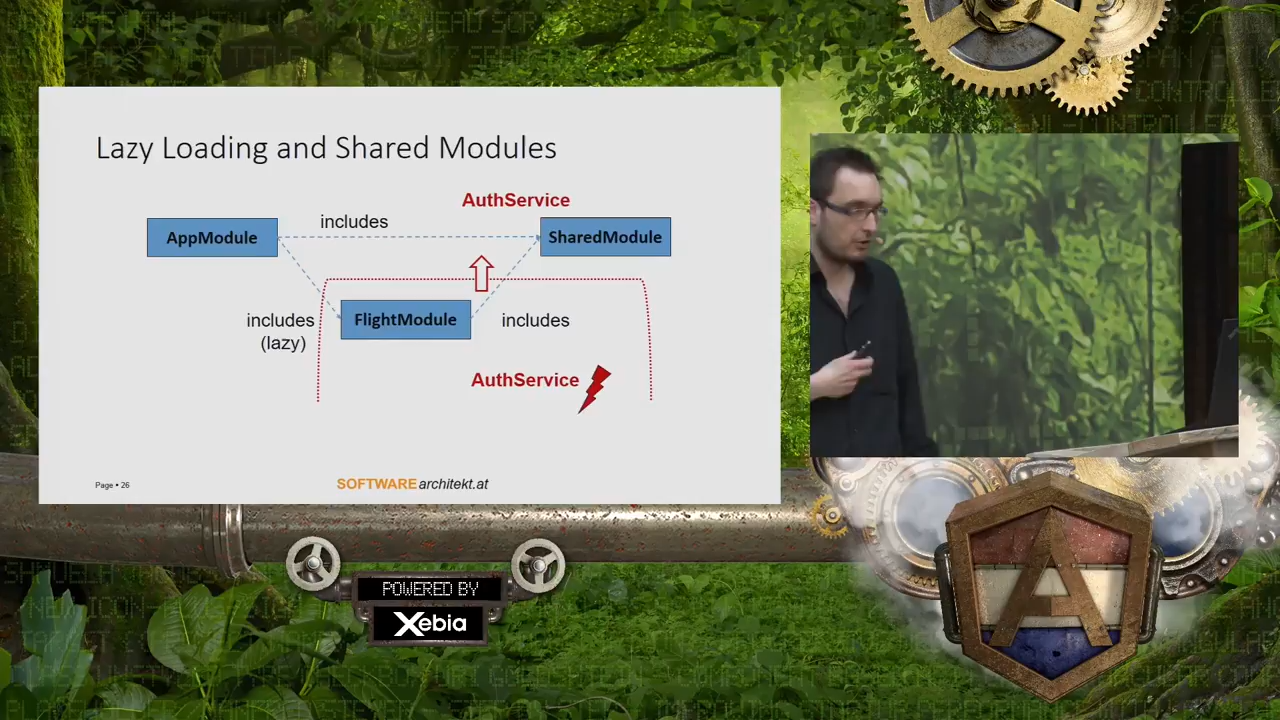 Lazy Loading and Shared Modules
AuthService
includes
AppModule
SharedModule
includes
(lazy)
FlightModule
includes
AuthService
Page • 26
SOFTWAREarchitekt.at
POWERED BY
Xebia
A